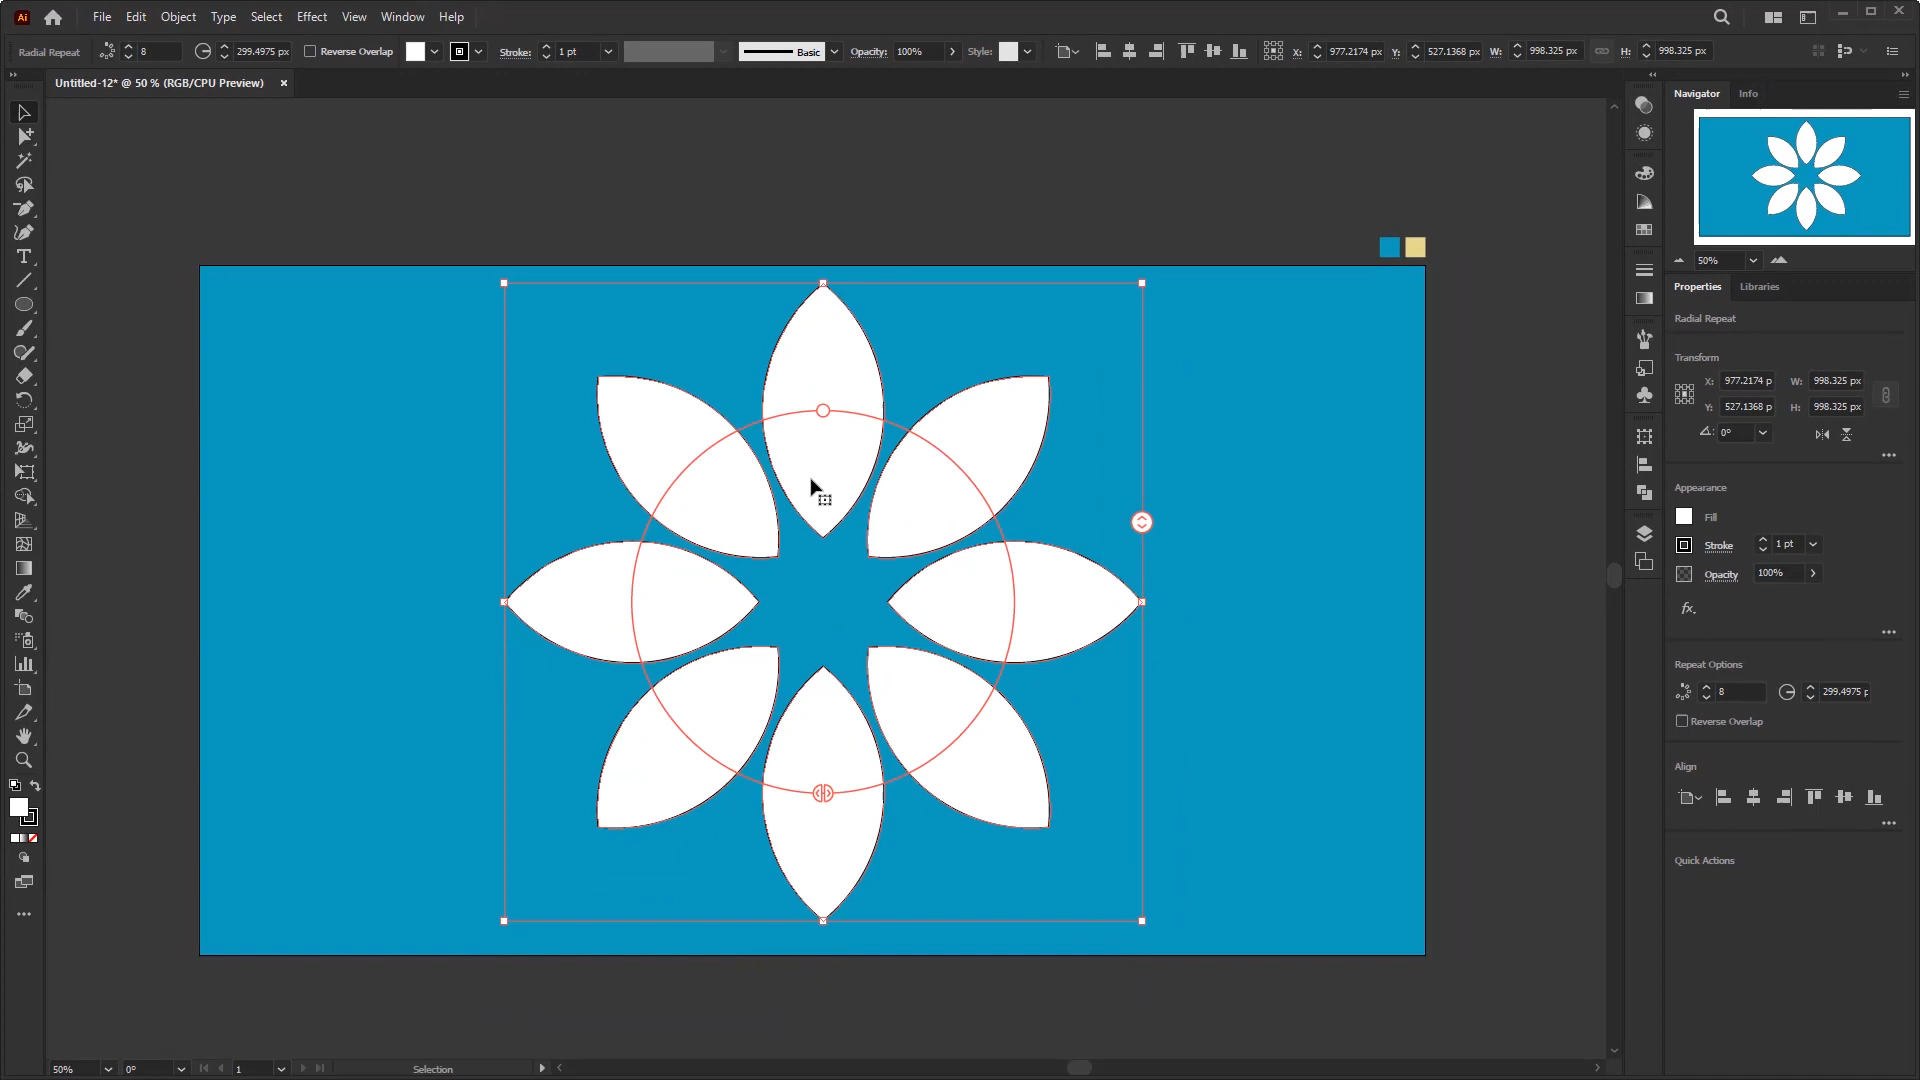 Ai File Edit Object Type Select Effect View Window Help
Radial Repeat 8 299.4975 px Reverse Overlap Stroke: 1 pt Basic Opacity: 100% Style: X: 977.2174 px Y: 527.1368 px W: 998.325 px H: 998.325 px
Untitled-12* @ 50 % (RGB/CPU Preview)
Navigator Info
50%
Properties Libraries
Radial Repeat
Transform
X: 977.2174 p W: 998.325 px
Y: 527.1368 p H: 998.325 px
0°
Appearance
Fill
Stroke 1 pt
Opacity 100%
fx.
Repeat Options
8 299.4975 p
Reverse Overlap
Align
Quick Actions
50% 0° 1 Selection